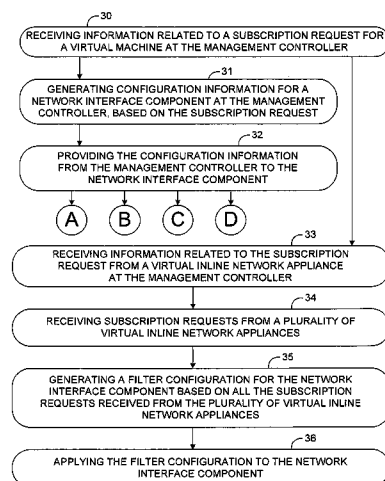 30
RECEIVING INFORMATION RELATED TO A SUBSCRIPTION REQUEST FOR
A VIRTUAL MACHINE AT THE MANAGEMENT CONTROLLER
31
GENERATING CONFIGURATION INFORMATION FOR A
NETWORK INTERFACE COMPONENT AT THE MANAGEMENT
CONTROLLER, BASED ON THE SUBSCRIPTION REQUEST
32
PROVIDING THE CONFIGURATION INFORMATION
FROM THE MANAGEMENT CONTROLLER TO THE
NETWORK INTERFACE COMPONENT
A B C D
33
RECEIVING INFORMATION RELATED TO THE SUBSCRIPTION
REQUEST FROM A VIRTUAL INLINE NETWORK APPLIANCE
AT THE MANAGEMENT CONTROLLER
34
RECEIVING SUBSCRIPTION REQUESTS FROM A PLURALITY OF
VIRTUAL INLINE NETWORK APPLIANCES
35
GENERATING A FILTER CONFIGURATION FOR THE NETWORK
INTERFACE COMPONENT BASED ON ALL THE SUBSCRIPTION
REQUESTS RECEIVED FROM THE PLURALITY OF VIRTUAL INLINE
NETWORK APPLIANCES
36
APPLYING THE FILTER CONFIGURATION TO THE NETWORK
INTERFACE COMPONENT